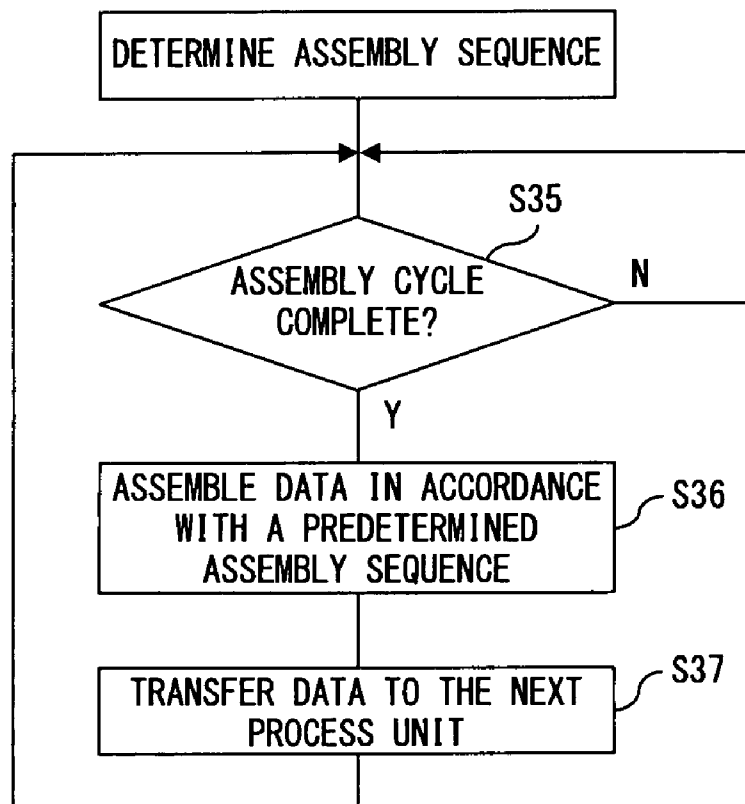 DETERMINE ASSEMBLY SEQUENCE
S35
ASSEMBLY CYCLE
COMPLETE?
N
Y
ASSEMBLE DATA IN ACCORDANCE
WITH A PREDETERMINED
ASSEMBLY SEQUENCE
S36
TRANSFER DATA TO THE NEXT
PROCESS UNIT
S37